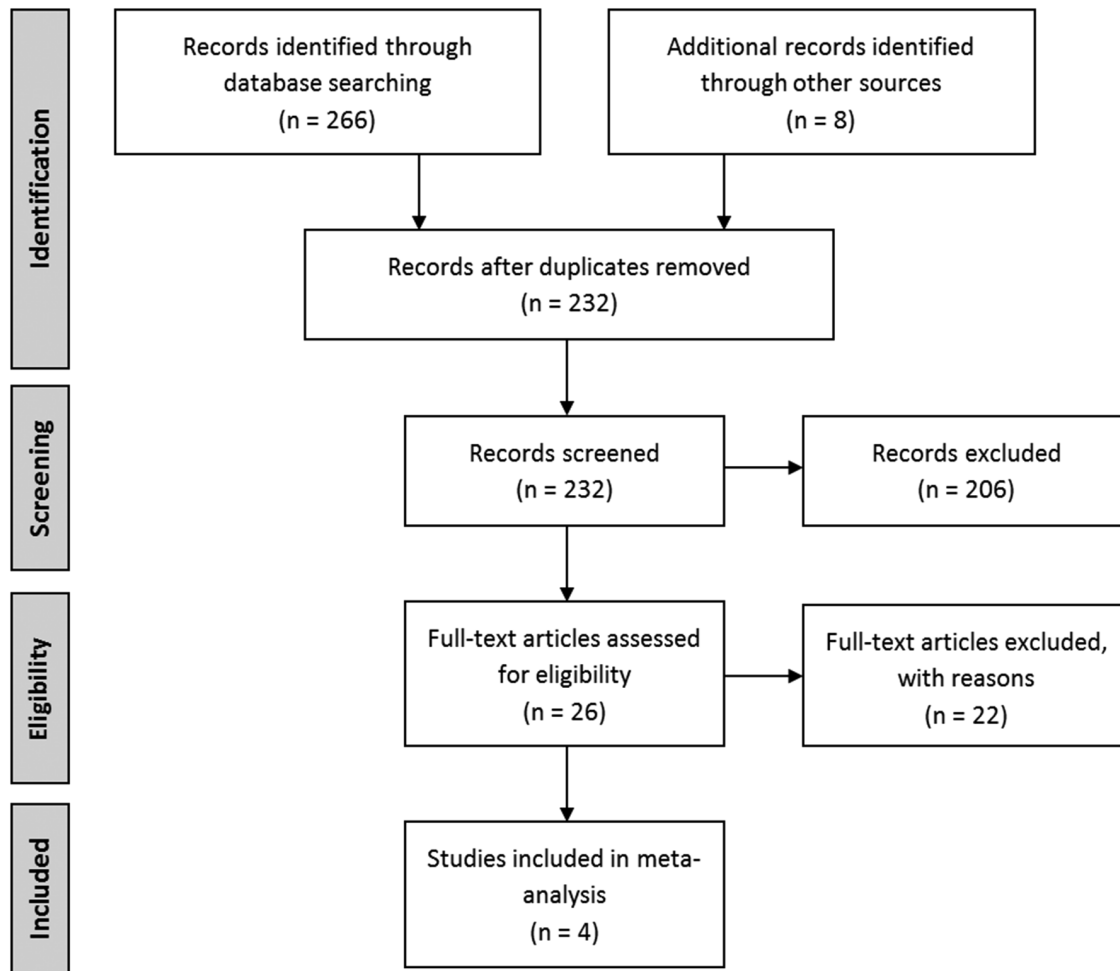 Identification
Records identified through
database searching
(n = 266)
Additional records identified
through other sources
(n = 8)
Records after duplicates removed
(n = 232)
Screening
Records screened
(n = 232)
Records excluded
(n = 206)
Eligibility
Full-text articles assessed
for eligibility
(n = 26)
Full-text articles excluded,
with reasons
(n = 22)
Included
Studies included in meta-
analysis
(n = 4)